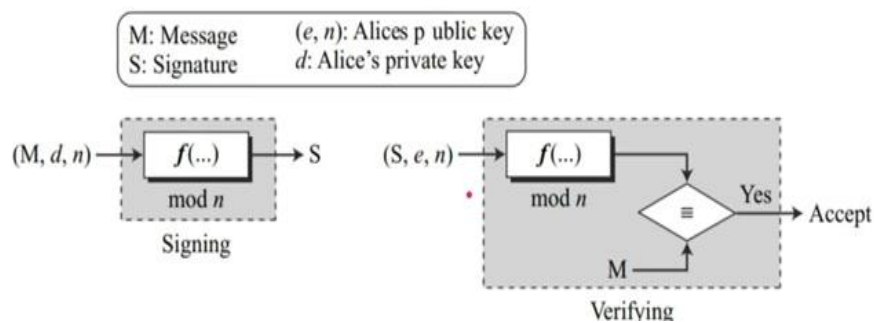 M: Message (e, n): Alices p ublic key
S: Signature d: Alice's private key
(M, d, n) f(...) S
mod n
Signing
(S, e, n) f(...)
mod n
Yes
≡ Accept
M
Verifying